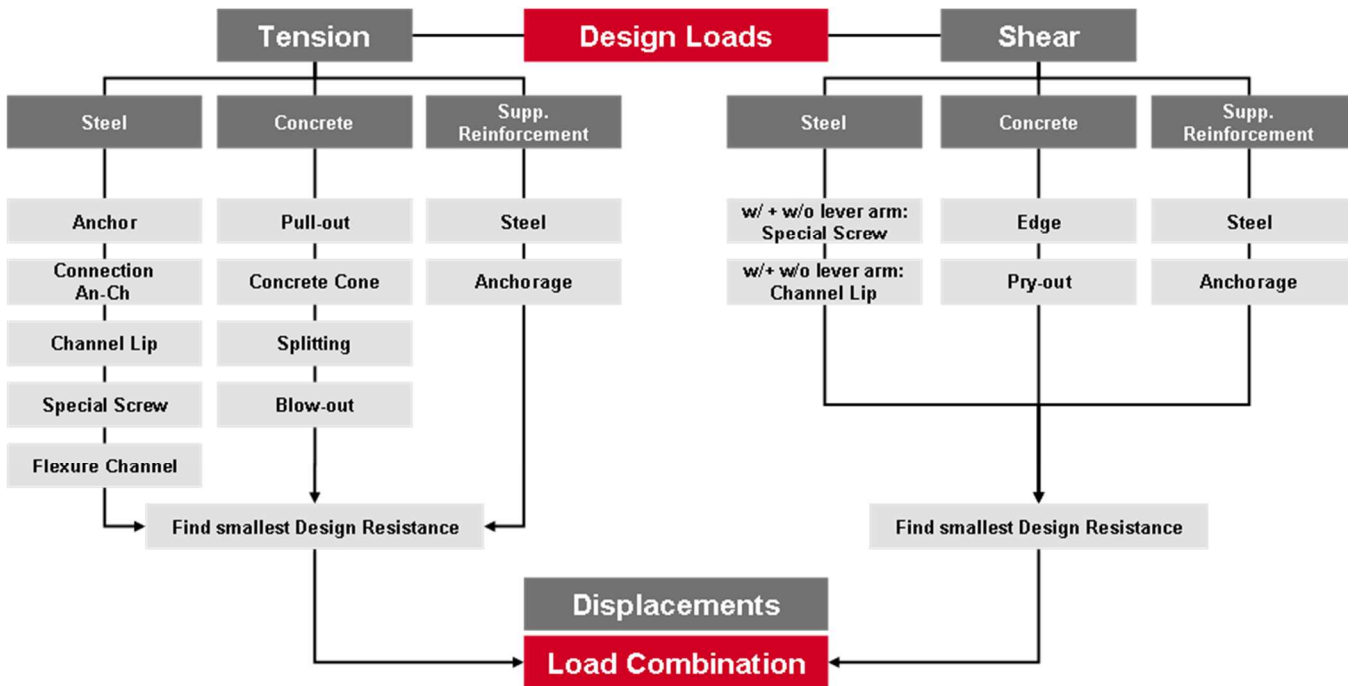 Tension
Design Loads
Shear
Steel
Concrete
Supp.
Reinforcement
Steel
Concrete
Supp.
Reinforcement
Anchor
Pull-out
Steel
w/ + w/o lever arm:
Special Screw
Edge
Steel
Connection
An-Ch
Concrete Cone
Anchorage
w/+ w/o lever arm:
Channel Lip
Pry-out
Anchorage
Channel Lip
Splitting
Special Screw
Blow-out
Flexure Channel
Find smallest Design Resistance
Find smallest Design Resistance
Displacements
Load Combination